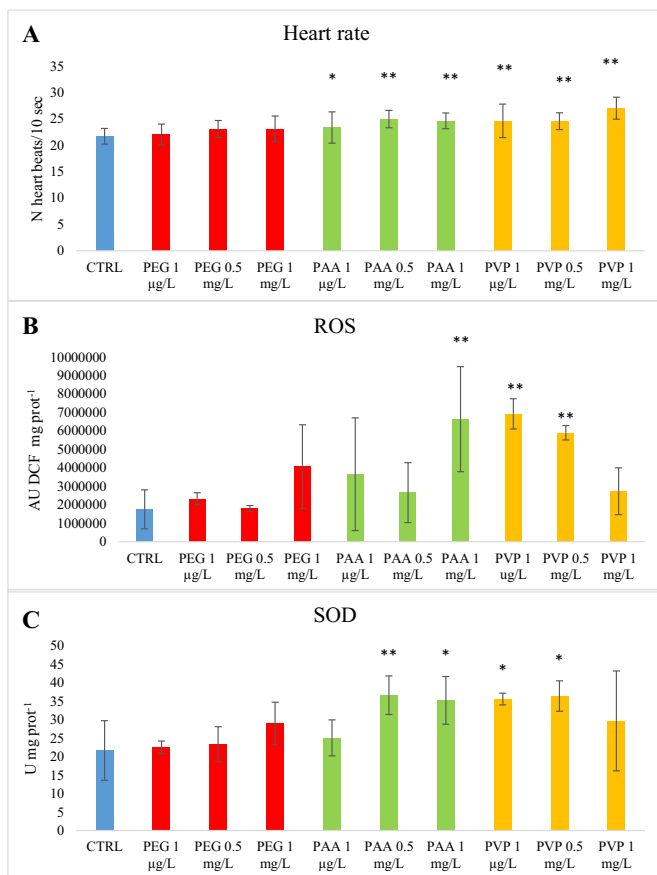 A
Heart rate
N heart beats/10 sec
35
30
25
20
15
10
5
0
* ** ** ** ** **
CTRL PEG 1 PEG 0.5 PEG 1 PAA 1 PAA 0.5 PAA 1 PVP 1 PVP 0.5 PVP 1
µg/L mg/L mg/L µg/L mg/L mg/L µg/L mg/L mg/L
B
ROS
AU DCF mg prot⁻¹
10000000
9000000
8000000
7000000
6000000
5000000
4000000
3000000
2000000
1000000
0
** ** **
CTRL PEG 1 PEG 0.5 PEG 1 PAA 1 PAA 0.5 PAA 1 PVP 1 PVP 0.5 PVP 1
µg/L mg/L mg/L µg/L mg/L mg/L ug/L mg/L mg/L
C
SOD
U mg prot⁻¹
50
45
40
35
30
25
20
15
10
5
0
** * * *
CTRL PEG 1 PEG 0.5 PEG 1 PAA 1 PAA 0.5 PAA 1 PVP 1 PVP 0.5 PVP 1
µg/L mg/L mg/L µg/L mg/L mg/L µg/L mg/L mg/L